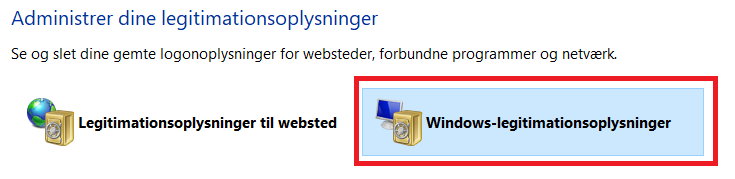 Administrer dine legitimationsoplysninger
Se og slet dine gemte logonoplysninger for websteder, forbundne programmer og netværk.
Legitimationsoplysninger til websted
Windows-legitimationsoplysninger